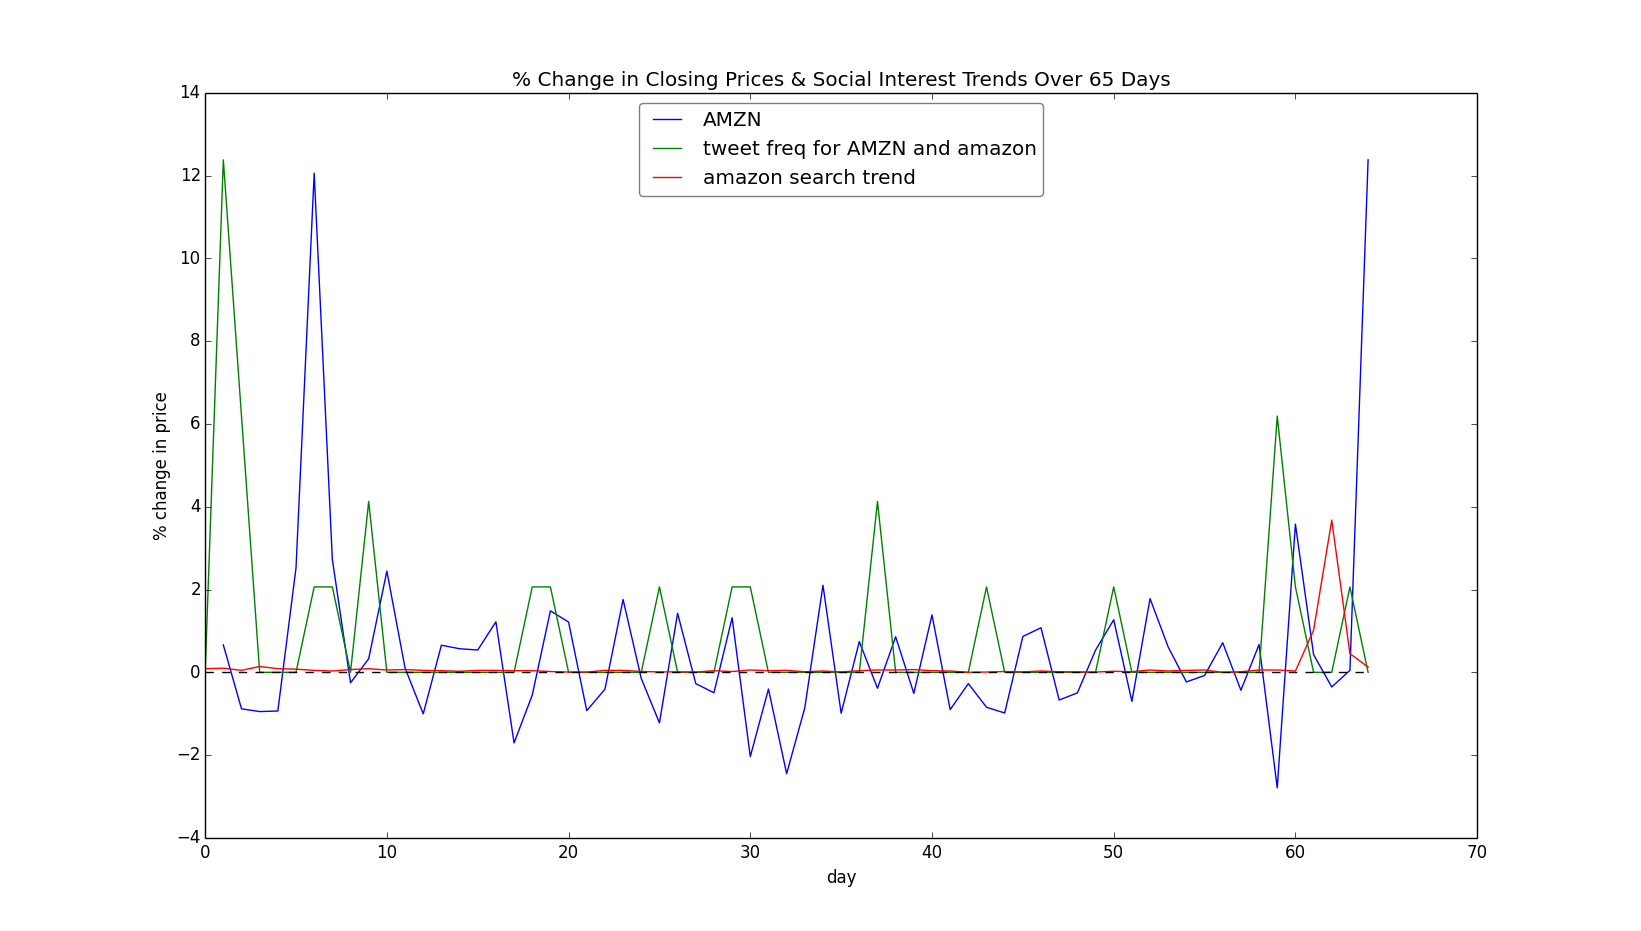 % Change in Closing Prices & Social Interest Trends Over 65 Days
AMZN
tweet freq for AMZN and amazon
amazon search trend
14
12
10
8
6
4
2
0
−2
−4
% change in price
0 10 20 30 40 50 60 70
day